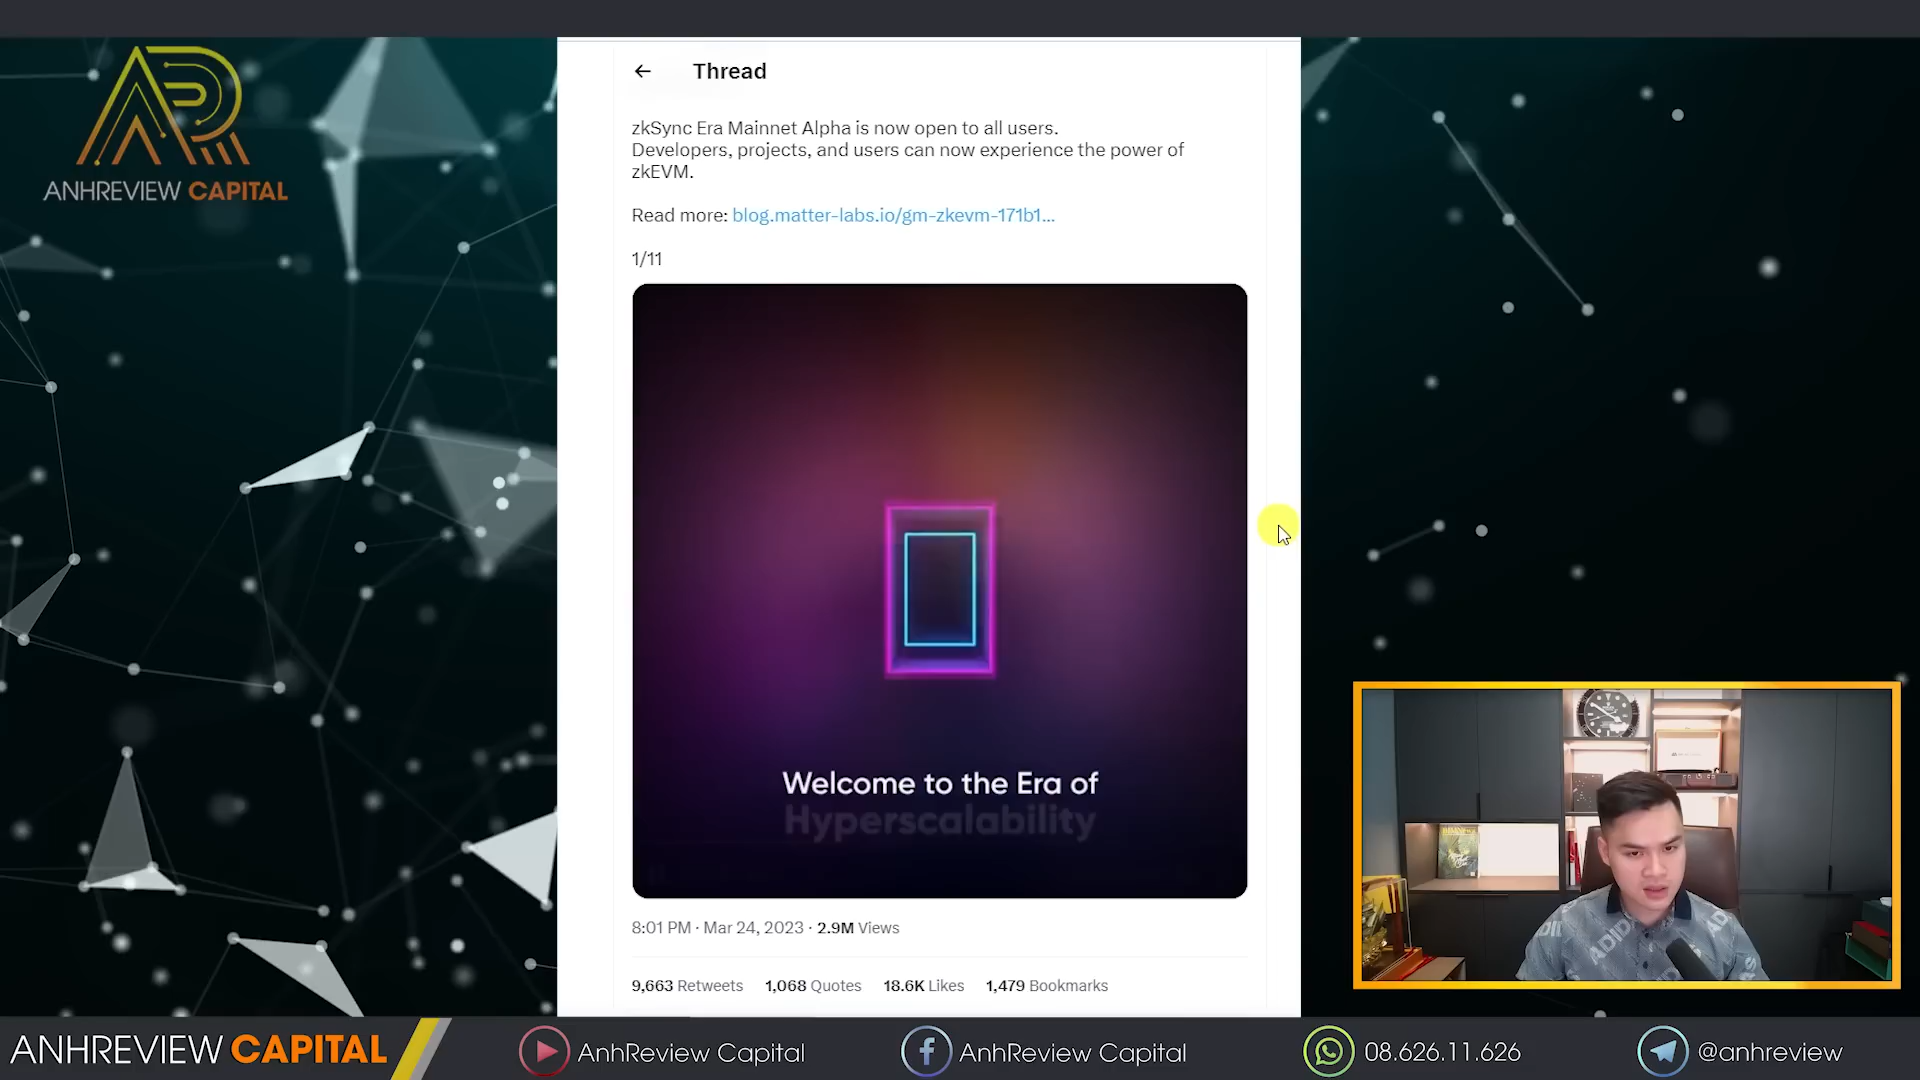 ANHREVIEW CAPITAL
Thread
zkSync Era Mainnet Alpha is now open to all users.
Developers, projects, and users can now experience the power of
zkEVM.
Read more: blog.matter-labs.io/gm-zkevm-171b1...
1/11
Welcome to the Era of
Hyperscalability
8:01 PM · Mar 24, 2023 · 2.9M Views
9,663 Retweets 1,068 Quotes 18.6K Likes 1,479 Bookmarks
ADIDAS
ANHREVIEW CAPITAL
AnhReview Capital
AnhReview Capital
08.626.11.626
@anhreview